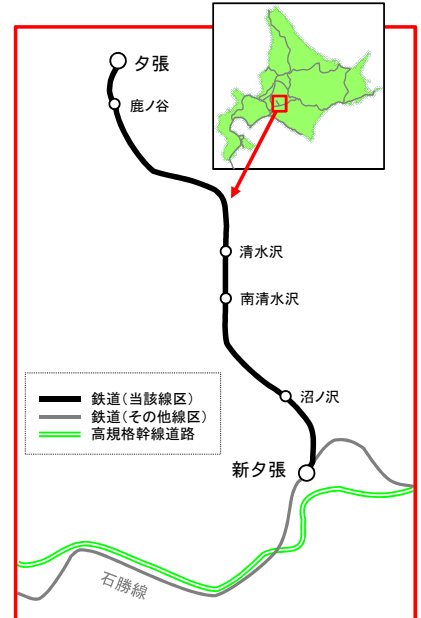 夕張
鹿ノ谷
清水沢
南清水沢
沼ノ沢
鉄道(当該線区)
鉄道(その他線区)
高規格幹線道路
新夕張
石勝線